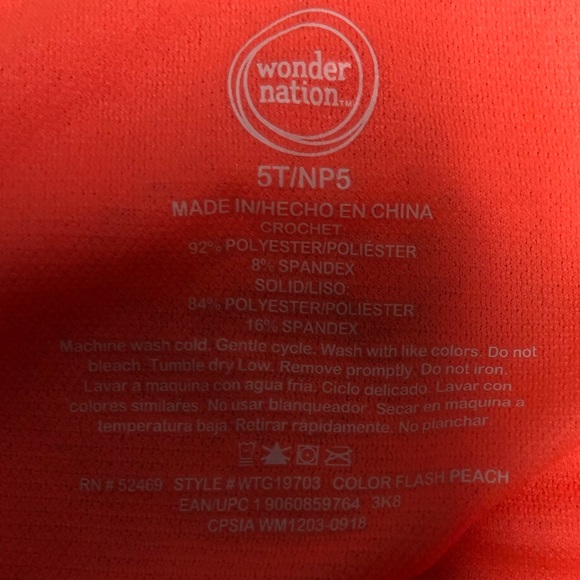 wonder
nation™
5T/NP5
MADE IN/HECHO EN CHINA
CROCHET:
92% POLYESTER/POLIÉSTER
8% SPANDEX
SOLID/LISO:
84% POLYESTER/POLIÉSTER
16% SPANDEX
Machine wash cold. Gentle cycle. Wash with like colors. Do not
bleach. Tumble dry Low. Remove promptly. Do not iron.
Lavar a maquina con agua fria. Ciclo delicado. Lavar con
colores similares. No usar blanqueador. Secar en máquina a
temperatura baja. Retirar rápidamente. No planchar.
RN # 52469 STYLE # WTG19703 COLOR FLASH PEACH
EAN/UPC 1 9060859764 3K8
CPSIA WM1203-0918